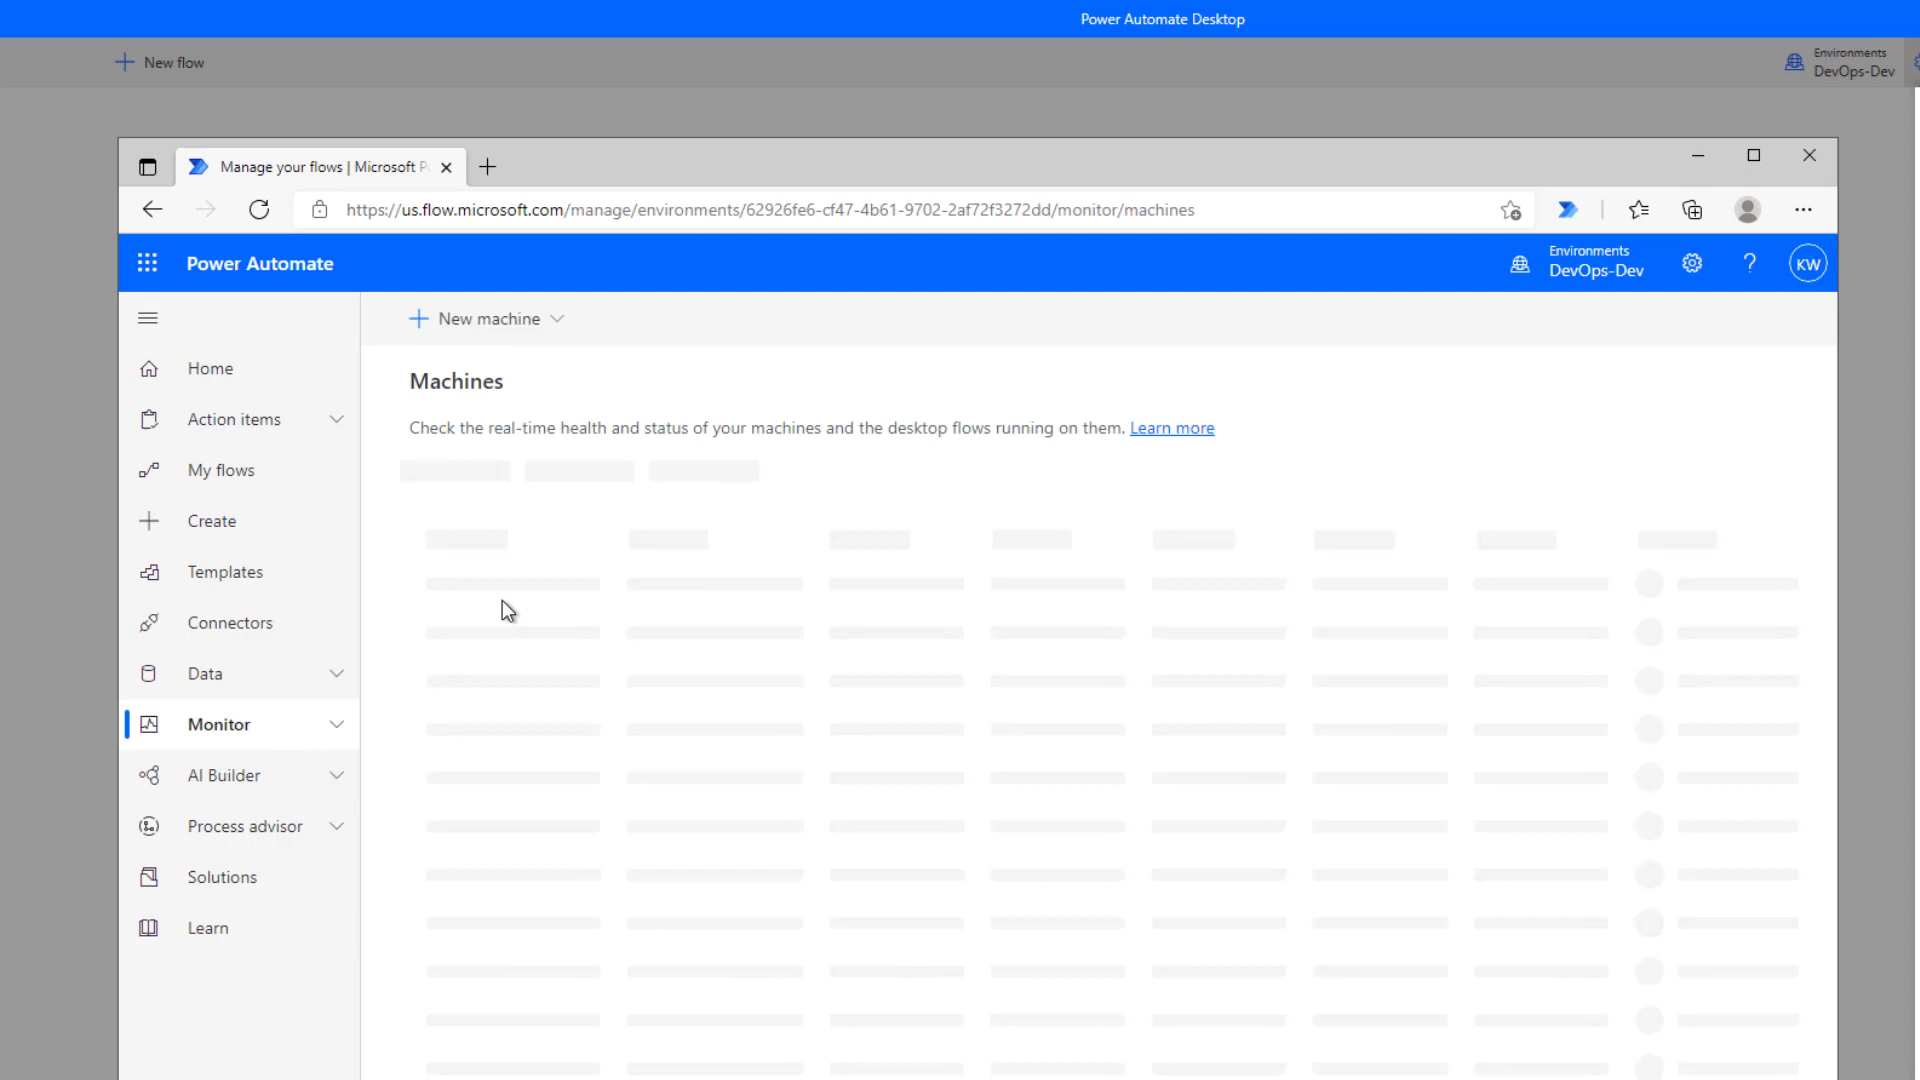 Power Automate Desktop
New flow
Environments
DevOps-Dev
Manage your flows | Microsoft P
https://us.flow.microsoft.com/manage/environments/62926fe6-cf47-4b61-9702-2af72f3272dd/monitor/machines
Power Automate
Environments
DevOps-Dev
?
KW
New machine
Home
Machines
Action items
Check the real-time health and status of your machines and the desktop flows running on them. Learn more
My flows
Create
Templates
Connectors
Data
Monitor
AI Builder
Process advisor
Solutions
Learn